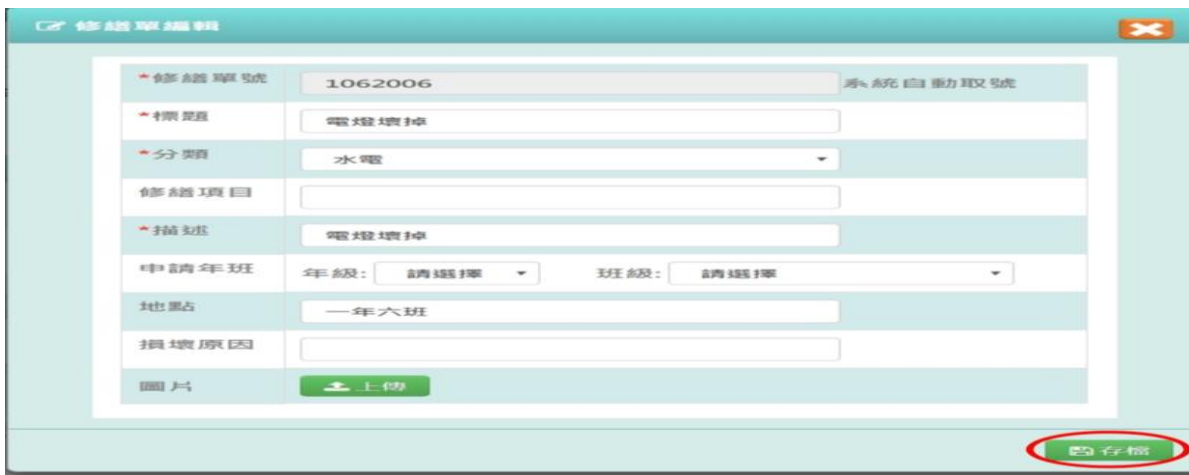 修繕單編輯
*修繕單號 1062006 系統自動取號
*標題 電燈壞掉
*分類 水電
修繕項目
*描述 電燈壞掉
申請年班 年級: 請選擇 班級: 請選擇
地點 一年六班
損壞原因
圖片 上傳
存檔